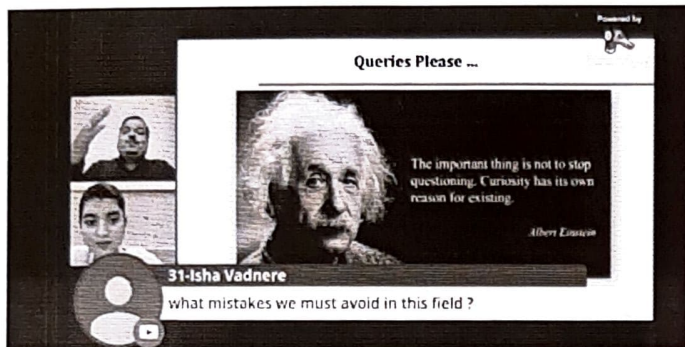 Powered by
Queries Please ...
The important thing is not to stop
questioning. Curiosity has its own
reason for existing.
Albert Einstein
31-Isha Vadnere
what mistakes we must avoid in this field ?